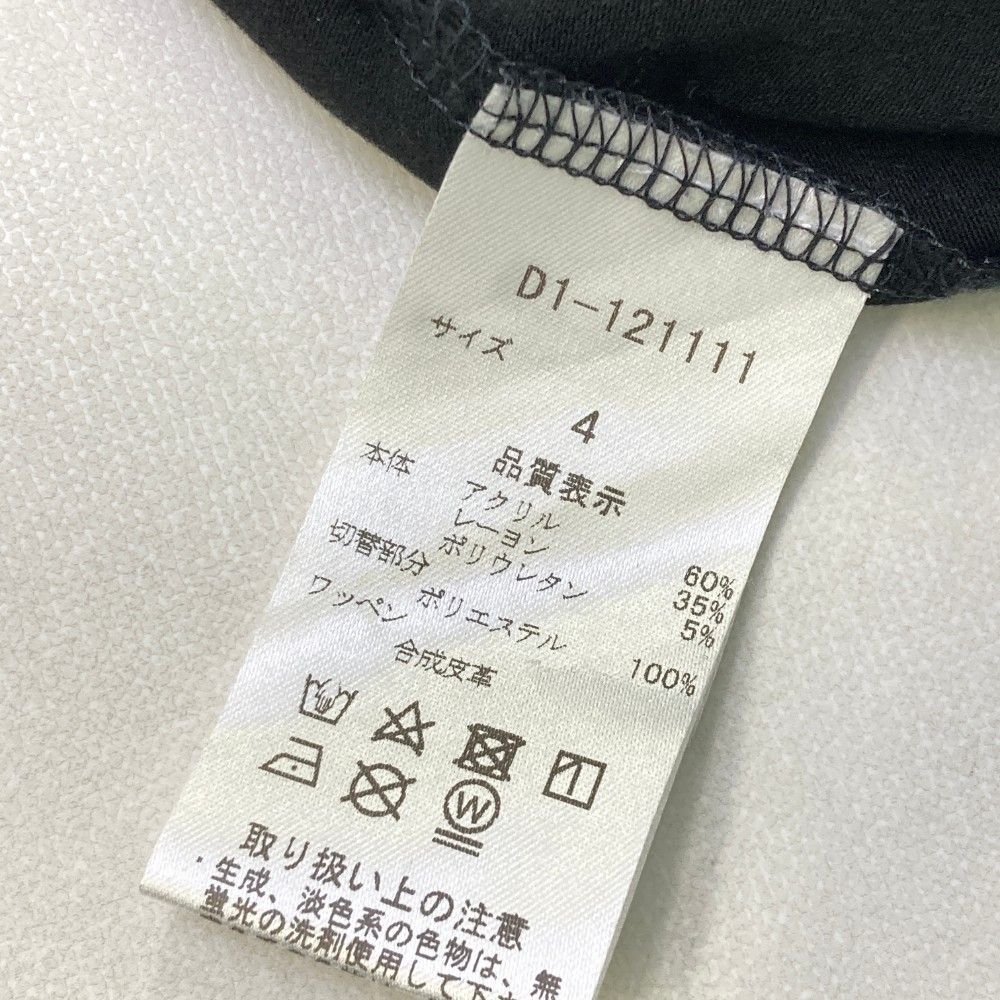 D1-121111
サイズ
4
品質表示
本体
アクリル 60%
レーヨン 35%
ポリウレタン 5%
切替部分
ポリエステル 100%
ワッペン
合成皮革
W
取り扱い上の注意
・生成、淡色系の色物は、無
蛍光の洗剤使用して下さ